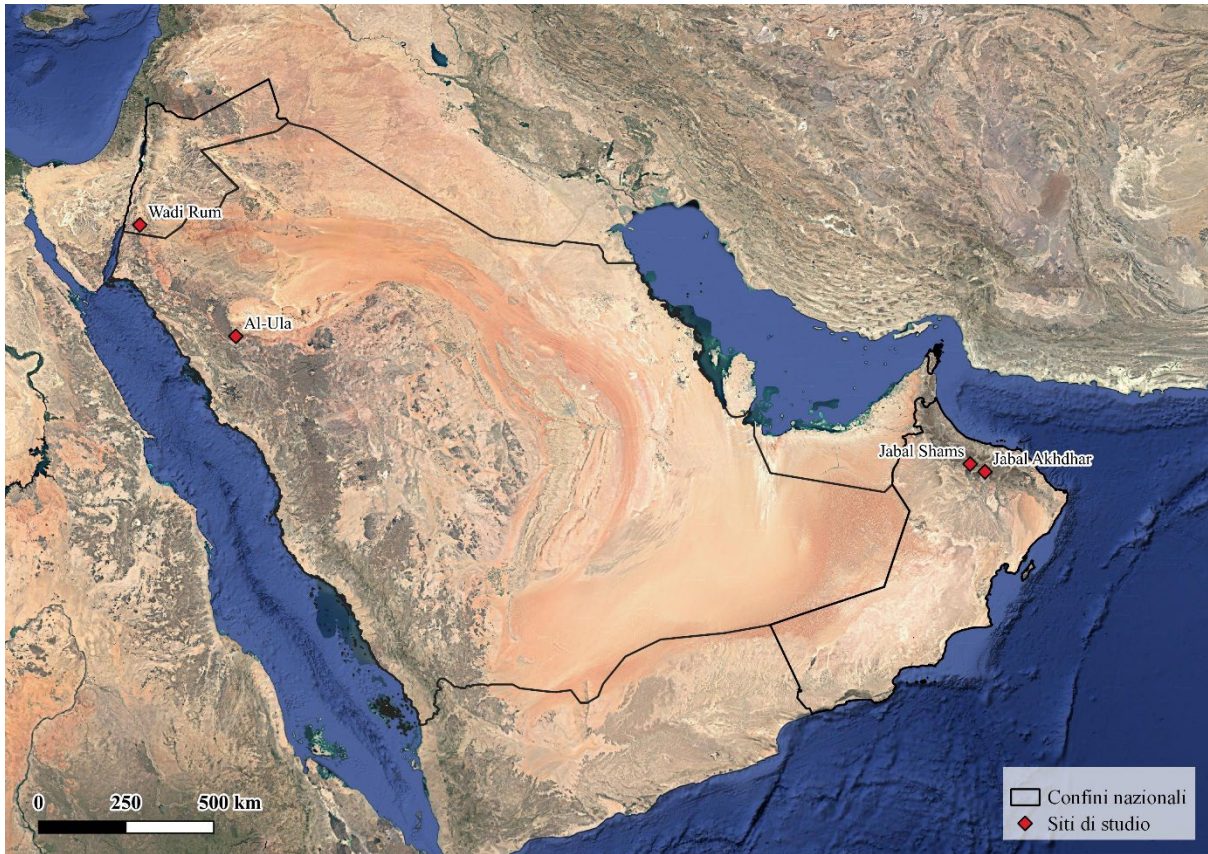 Wadi Rum
Al-Ula
Jabal Shams
Jabal Akhdhar
0 250 500 km
Confini nazionali
Siti di studio